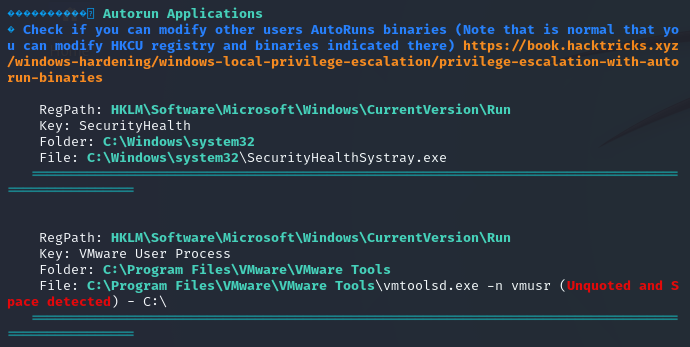 ������������ Autorun Applications
� Check if you can modify other users AutoRuns binaries (Note that is normal that yo
u can modify HKCU registry and binaries indicated there) https://book.hacktricks.xyz
/windows-hardening/windows-local-privilege-escalation/privilege-escalation-with-auto
run-binaries
RegPath: HKLM\Software\Microsoft\Windows\CurrentVersion\Run
Key: SecurityHealth
Folder: C:\Windows\system32
File: C:\Windows\system32\SecurityHealthSystray.exe
RegPath: HKLM\Software\Microsoft\Windows\CurrentVersion\Run
Key: VMware User Process
Folder: C:\Program Files\VMware\VMware Tools
File: C:\Program Files\VMware\VMware Tools\vmtoolsd.exe -n vmusr (Unquoted and S
pace detected) - C:\